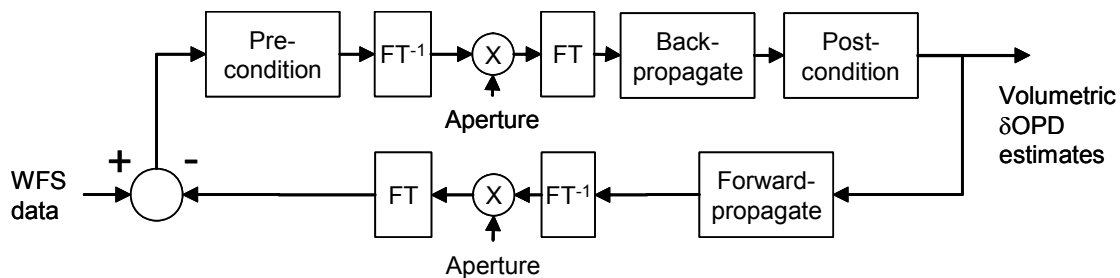 Pre-
condition
FT-1
X
FT
Back-
propagate
Post-
condition
Aperture
Volumetric
δOPD
estimates
+
-
WFS
data
FT
X
FT-1
Forward-
propagate
Aperture